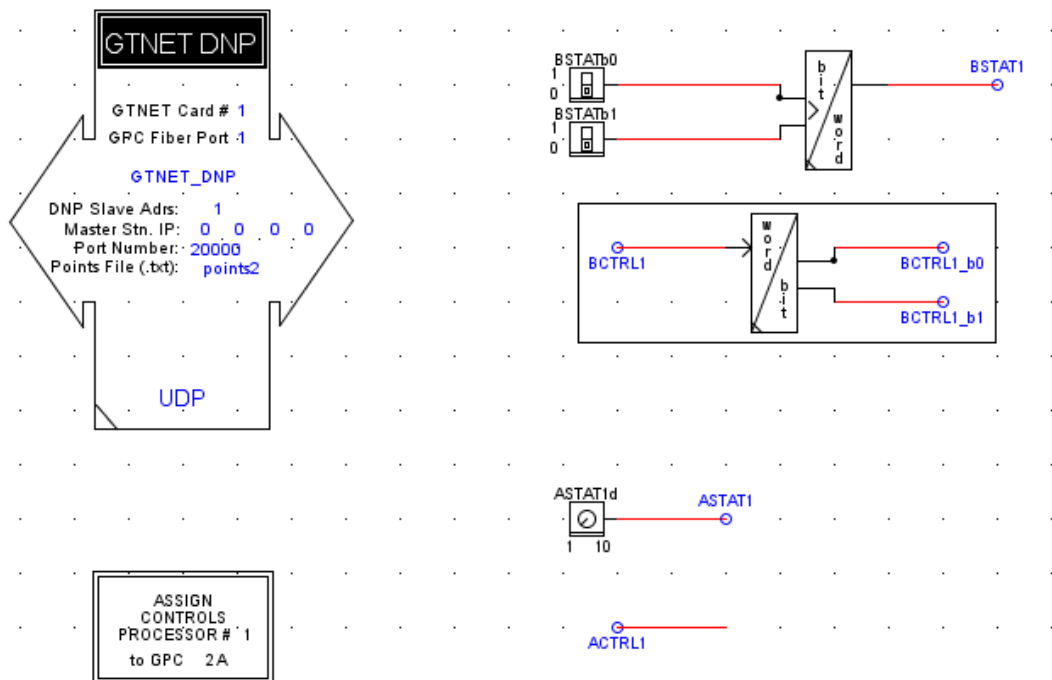 GTNET DNP
GTNET Card # 1
GPC Fiber Port 1
GTNET_DNP
DNP Slave Adrs: 1
Master Stn. IP: 0 0 0 0
Port Number: 20000
Points File (.txt): points2
UDP
ASSIGN
CONTROLS
PROCESSOR # 1
to GPC 2A
BSTATb0
1
0
BSTATb1
1
0
bit
word
BSTAT1
BCTRL1
word
bit
BCTRL1_b0
BCTRL1_b1
ASTAT1d
1 10
ASTAT1
ACTRL1